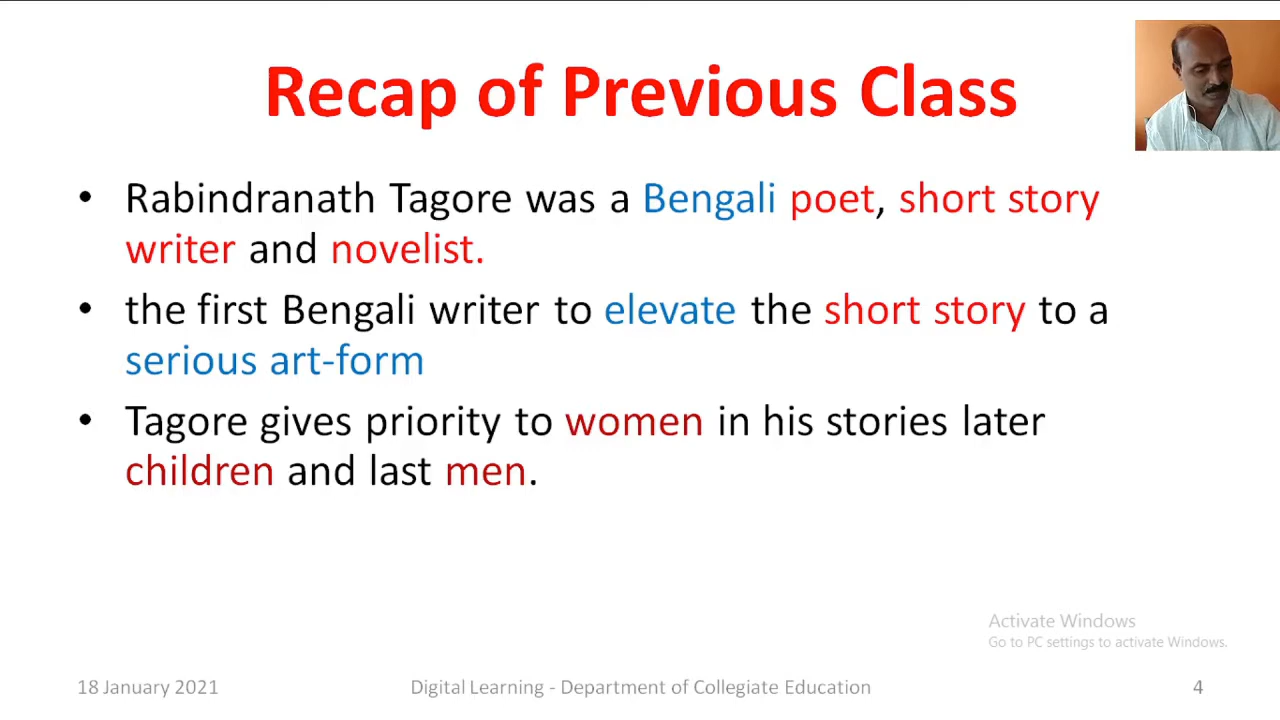 Recap of Previous Class
• Rabindranath Tagore was a Bengali poet, short story
writer and novelist.
• the first Bengali writer to elevate the short story to a
serious art-form
• Tagore gives priority to women in his stories later
children and last men.
Activate Windows
Go to PC settings to activate Windows.
18 January 2021
Digital Learning - Department of Collegiate Education
4